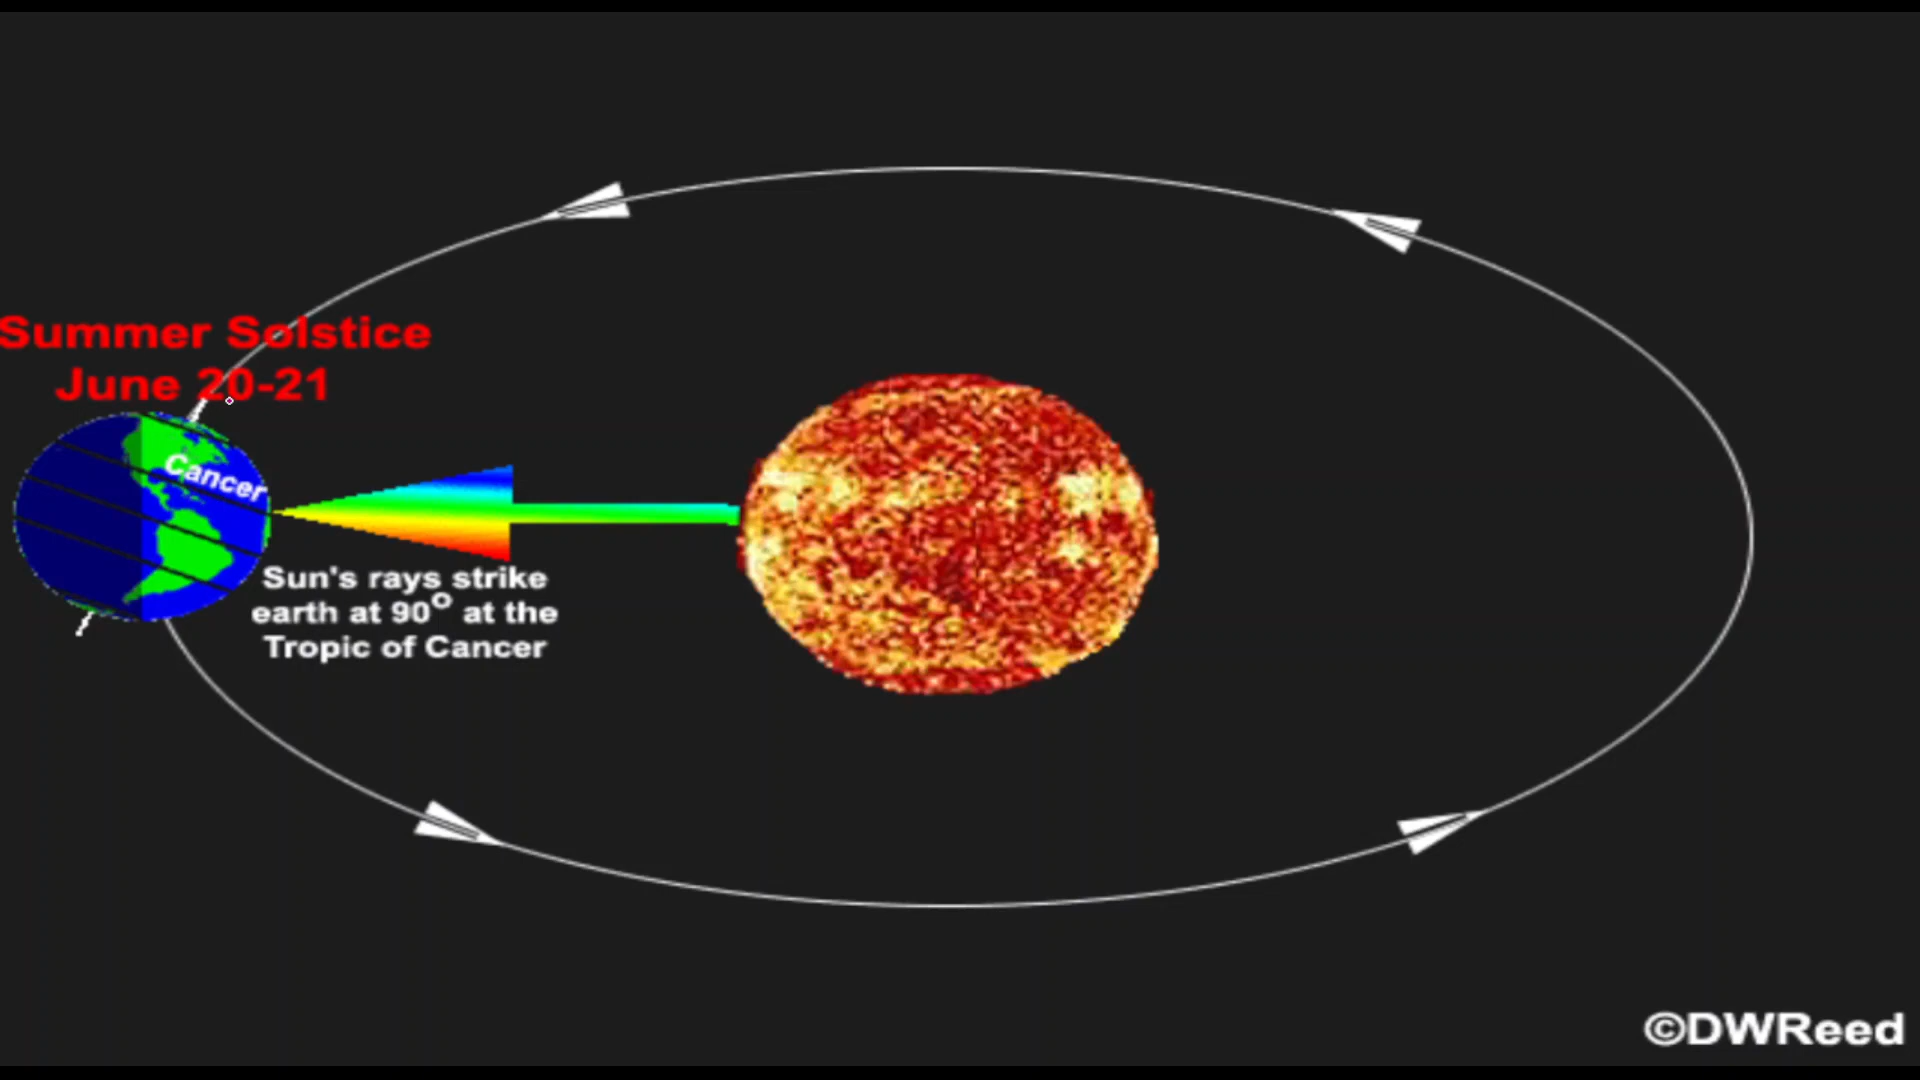 Summer Solstice
June 20-21
Cancer
Sun's rays strike
earth at 90° at the
Tropic of Cancer
©DWReed